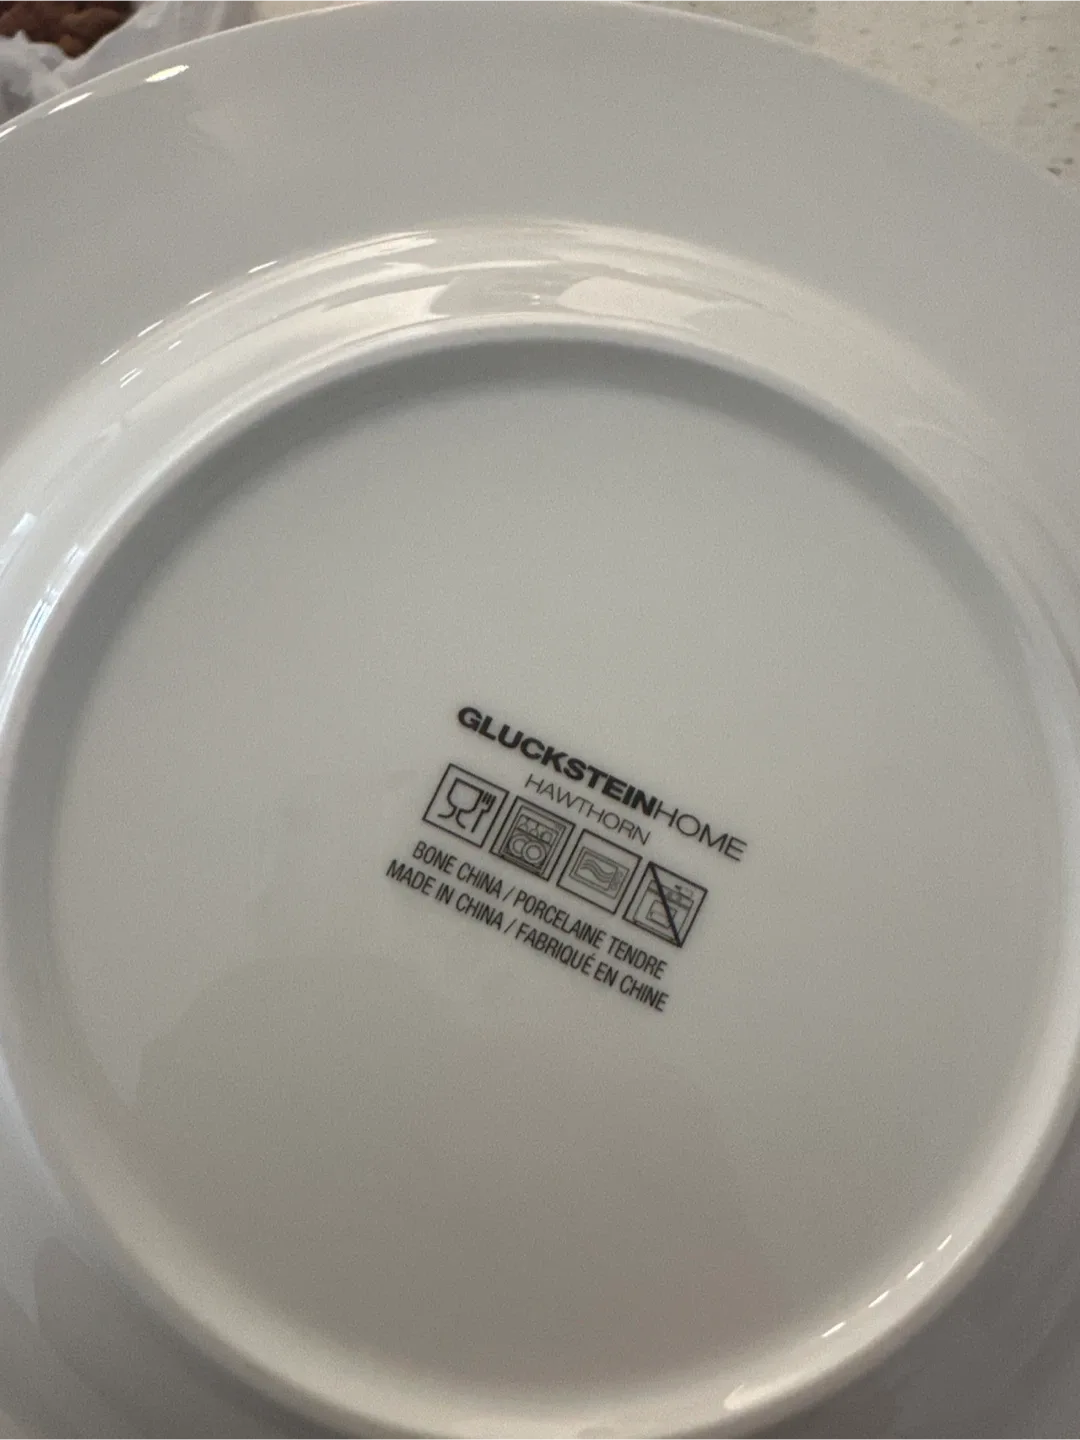 GLUCKSTEINHOME
HAWTHORN
BONE CHINA / PORCELAINE TENDRE
MADE IN CHINA / FABRIQUÉ EN CHINE